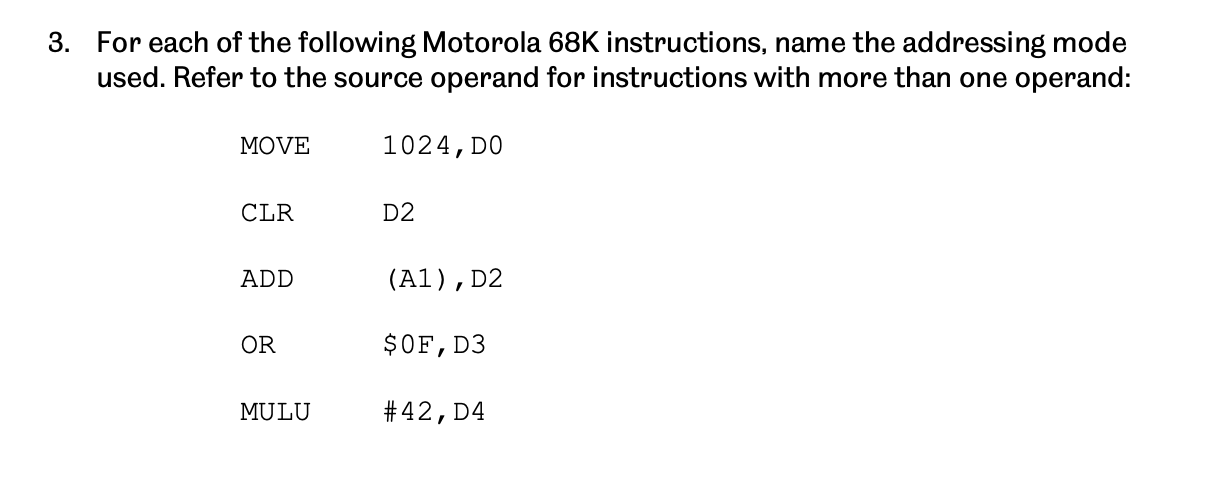 3. For each of the following Motorola 68K instructions, name the addressing mode
used. Refer to the source operand for instructions with more than one operand:
MOVE 1024,D0
CLR D2
ADD (A1),D2
OR $0F,D3
MULU #42,D4